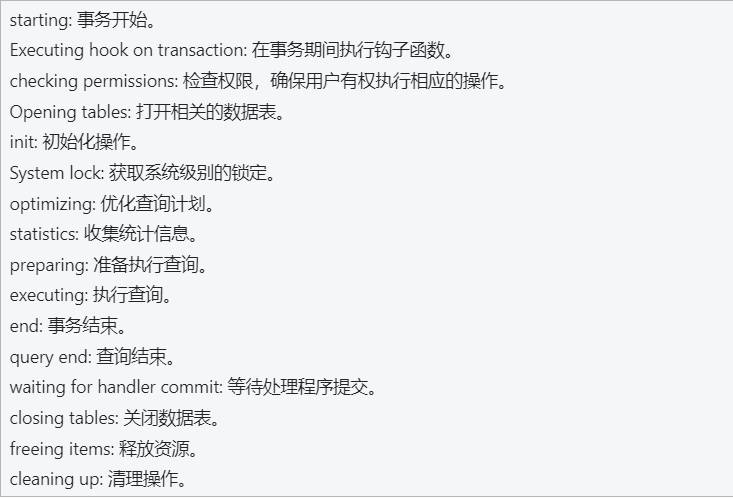 starting: 事务开始。
Executing hook on transaction: 在事务期间执行钩子函数。
checking permissions: 检查权限，确保用户有权执行相应的操作。
Opening tables: 打开相关的数据表。
init: 初始化操作。
System lock: 获取系统级别的锁定。
optimizing: 优化查询计划。
statistics: 收集统计信息。
preparing: 准备执行查询。
executing: 执行查询。
end: 事务结束。
query end: 查询结束。
waiting for handler commit: 等待处理程序提交。
closing tables: 关闭数据表。
freeing items: 释放资源。
cleaning up: 清理操作。